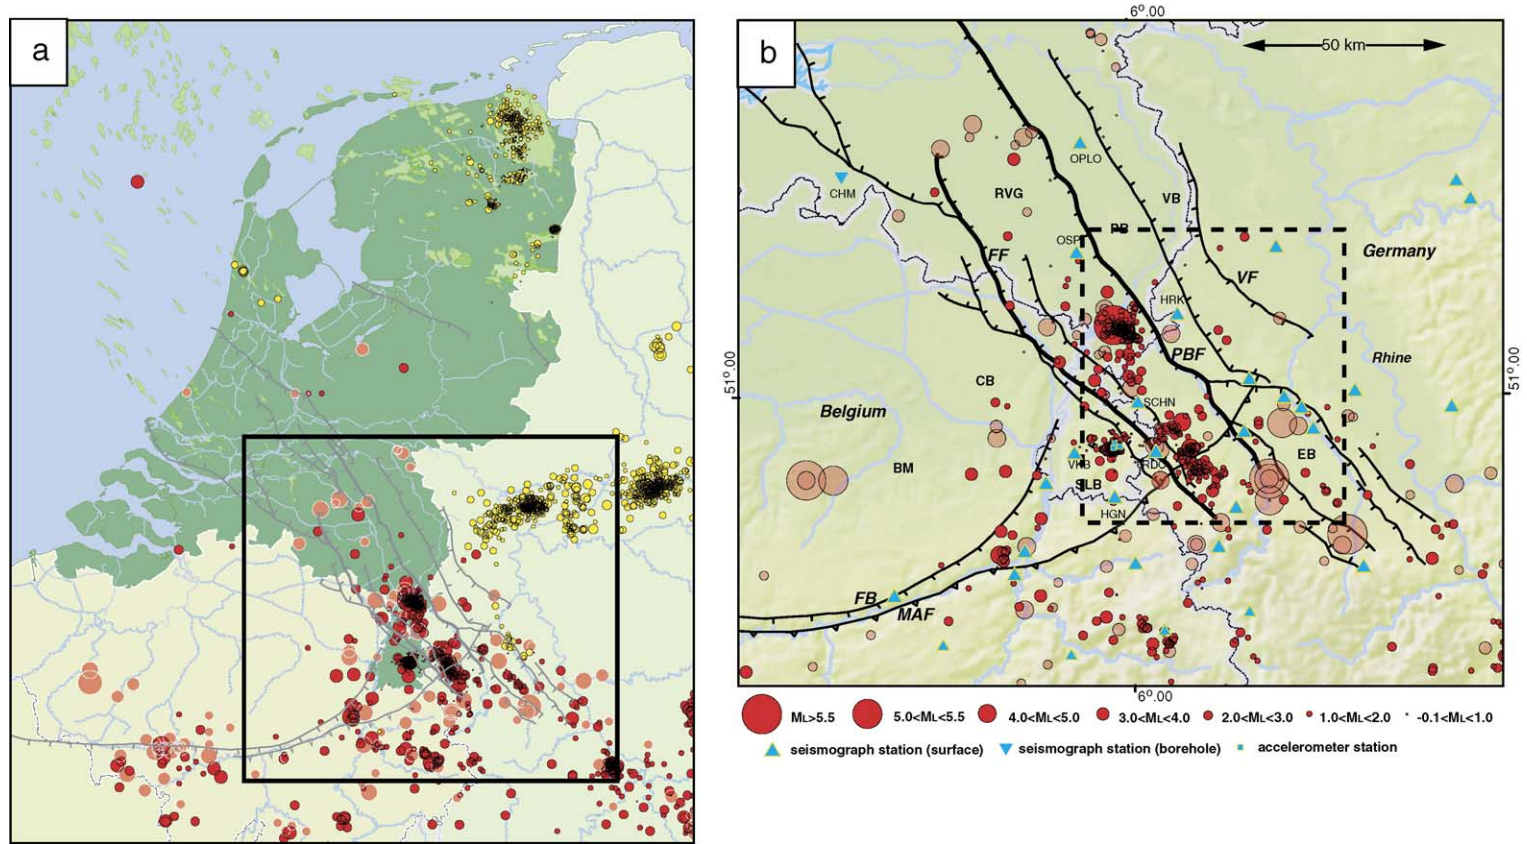 a
b
6°.00
50 km
OPLO
CHM
RVG
VB
PB
OSP
Germany
FF
VF
HRK
PBF
Rhine
51°.00
51°.00
CB
SCHN
Belgium
BM
EB
VKB
SLB
HGN
FB
MAF
6°.00
ML>5.5
5.0<ML<5.5
4.0<ML<5.0
3.0<ML<4.0
2.0<ML<3.0
1.0<ML<2.0
-0.1<ML<1.0
seismograph station (surface)
seismograph station (borehole)
accelerometer station